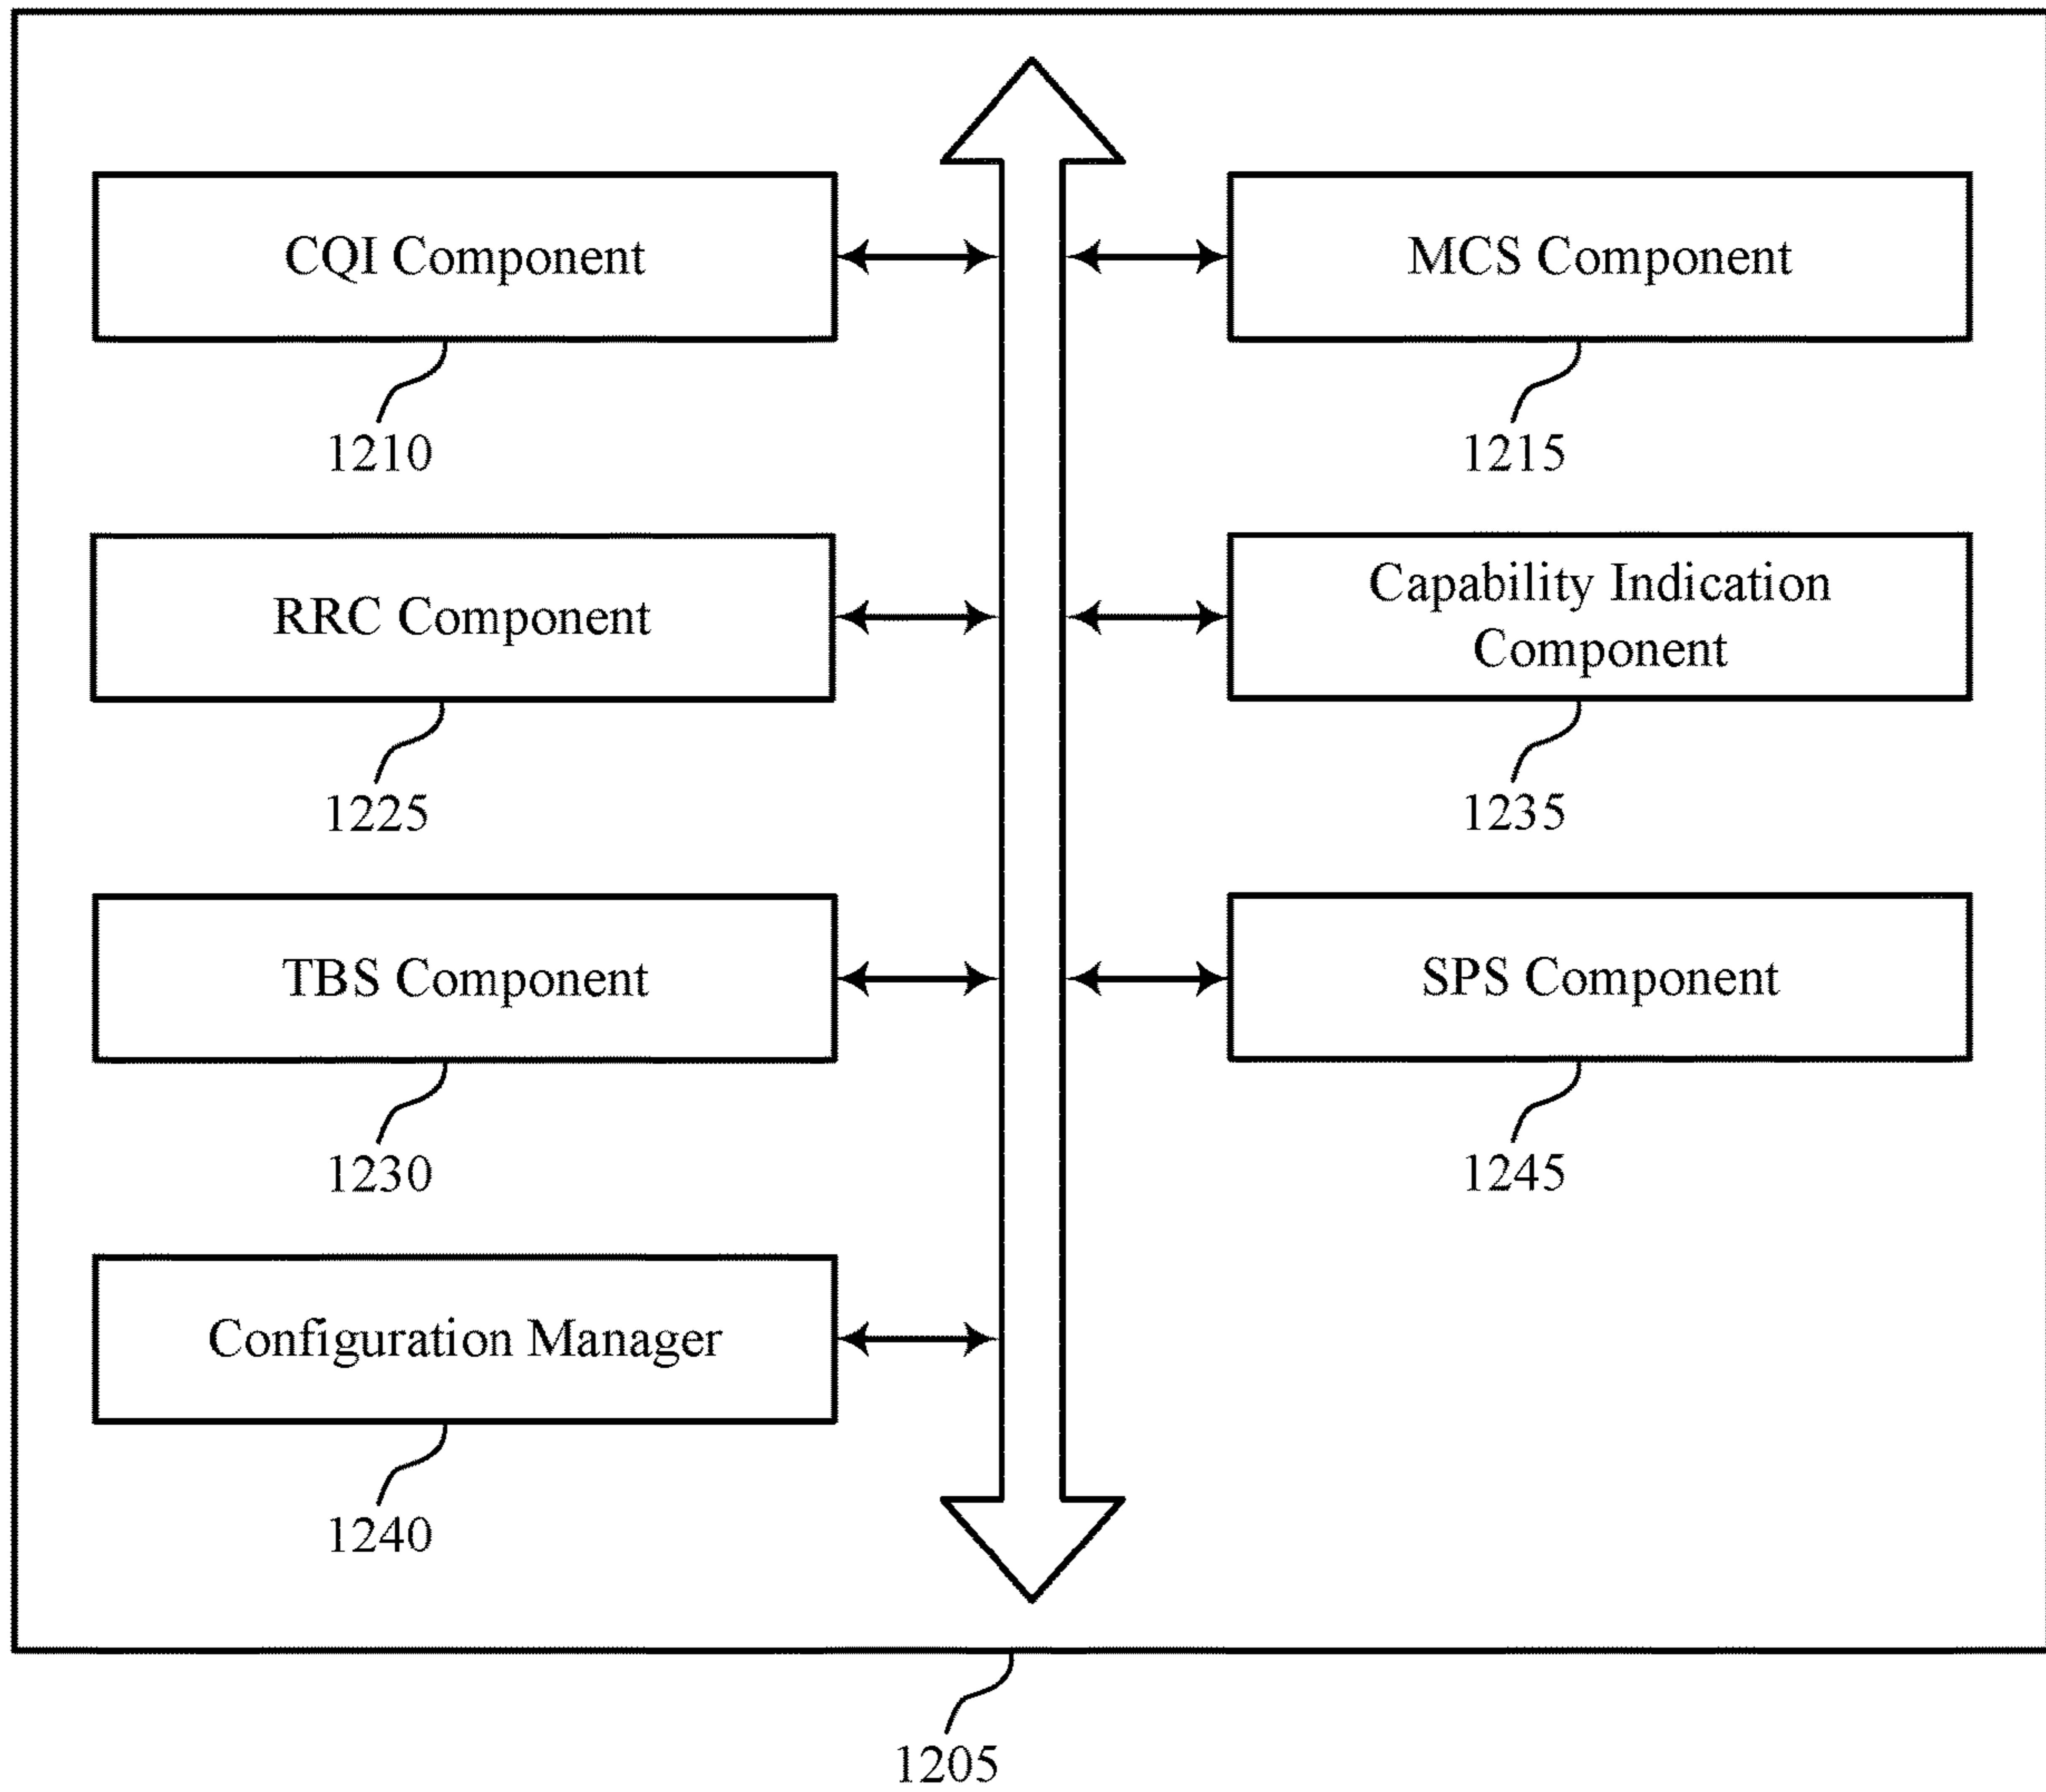 CQI Component
MCS Component
1210
1215
RRC Component
Capability Indication
Component
1225
1235
TBS Component
SPS Component
1230
1245
Configuration Manager
1240
1205